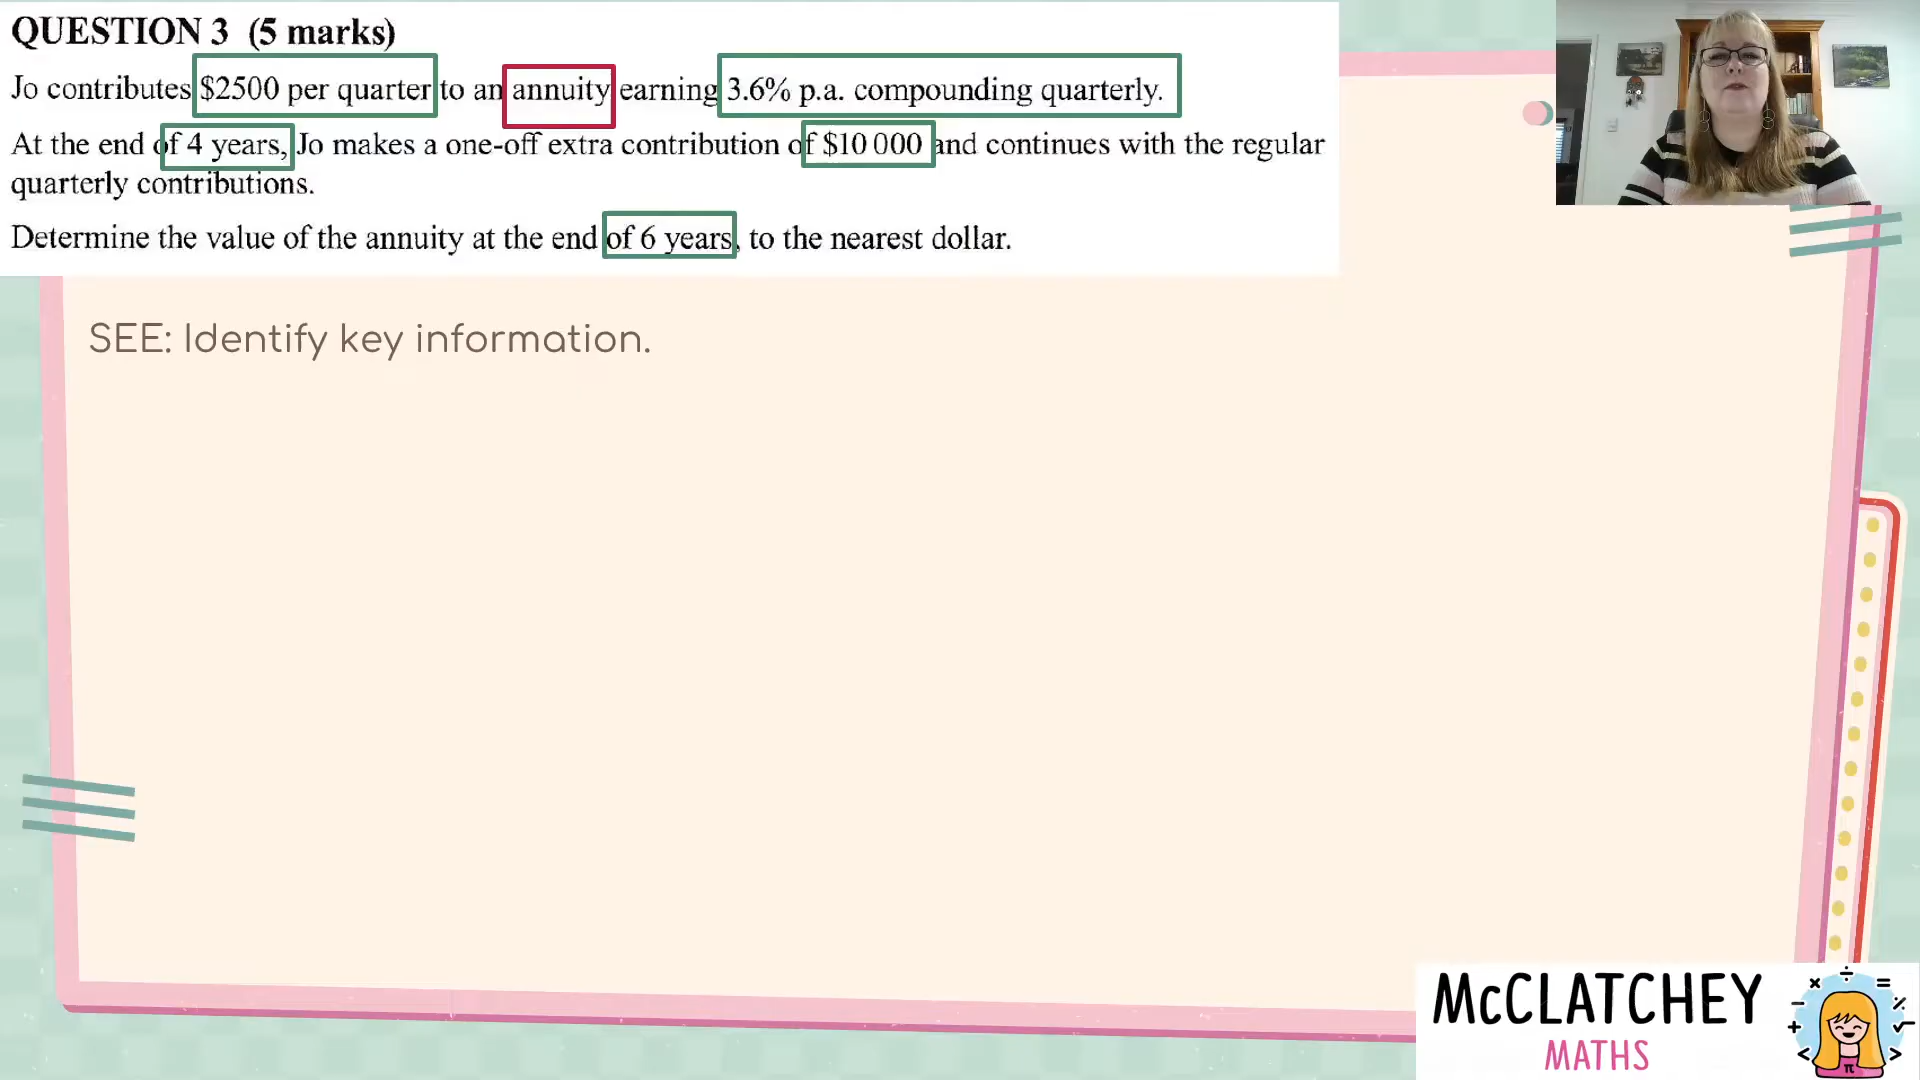 QUESTION 3 (5 marks)
Jo contributes $2500 per quarter to an annuity earning 3.6% p.a. compounding quarterly.
At the end of 4 years, Jo makes a one-off extra contribution of $10 000 and continues with the regular
quarterly contributions.
Determine the value of the annuity at the end of 6 years, to the nearest dollar.
SEE: Identify key information.
McCLATCHEY
MATHS
π